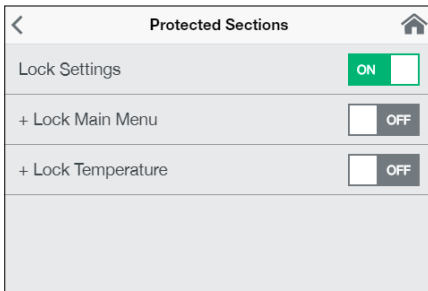 Protected Sections
Lock Settings ON
+ Lock Main Menu OFF
+ Lock Temperature OFF